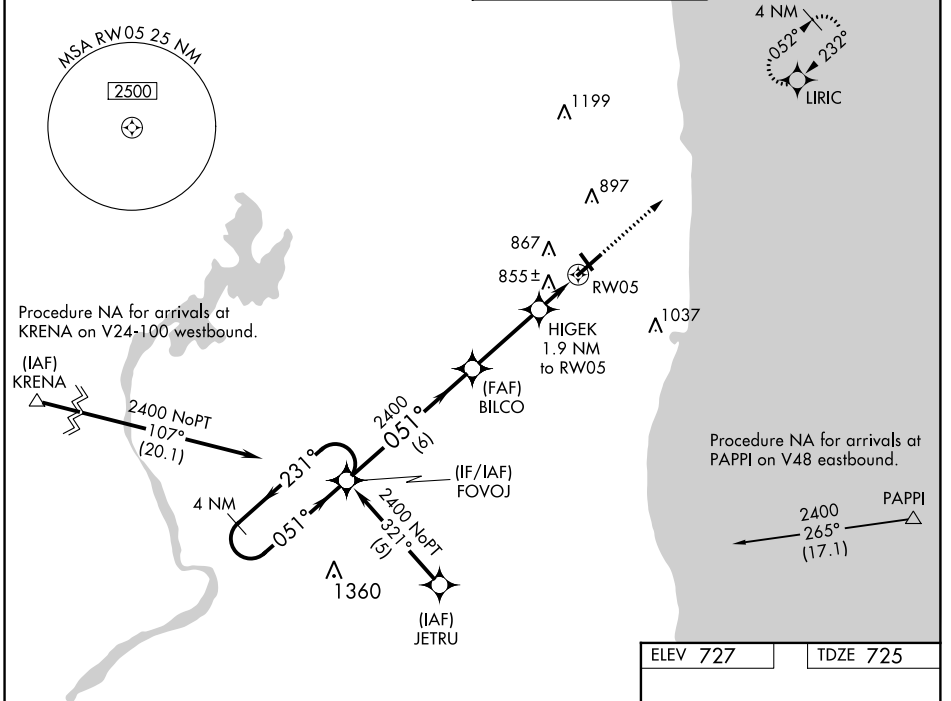 MSA RW05 25 NM
2500
4 NM
052°
232°
LIRIC
1199
897
867
855±
RW05
1037
HIGEK
1.9 NM
to RW05
Procedure NA for arrivals at
KRENA on V24-100 westbound.
(IAF)
KRENA
2400 NoPT
107°
(20.1)
(FAF)
BILCO
2400
051°
(6)
231°
4 NM
051°
(IF/IAF)
FOVOJ
2400 NoPT
321°
(5)
1360
(IAF)
JETRU
Procedure NA for arrivals at
PAPPI on V48 eastbound.
PAPPI
2400
265°
(17.1)
ELEV 727
TDZE 725